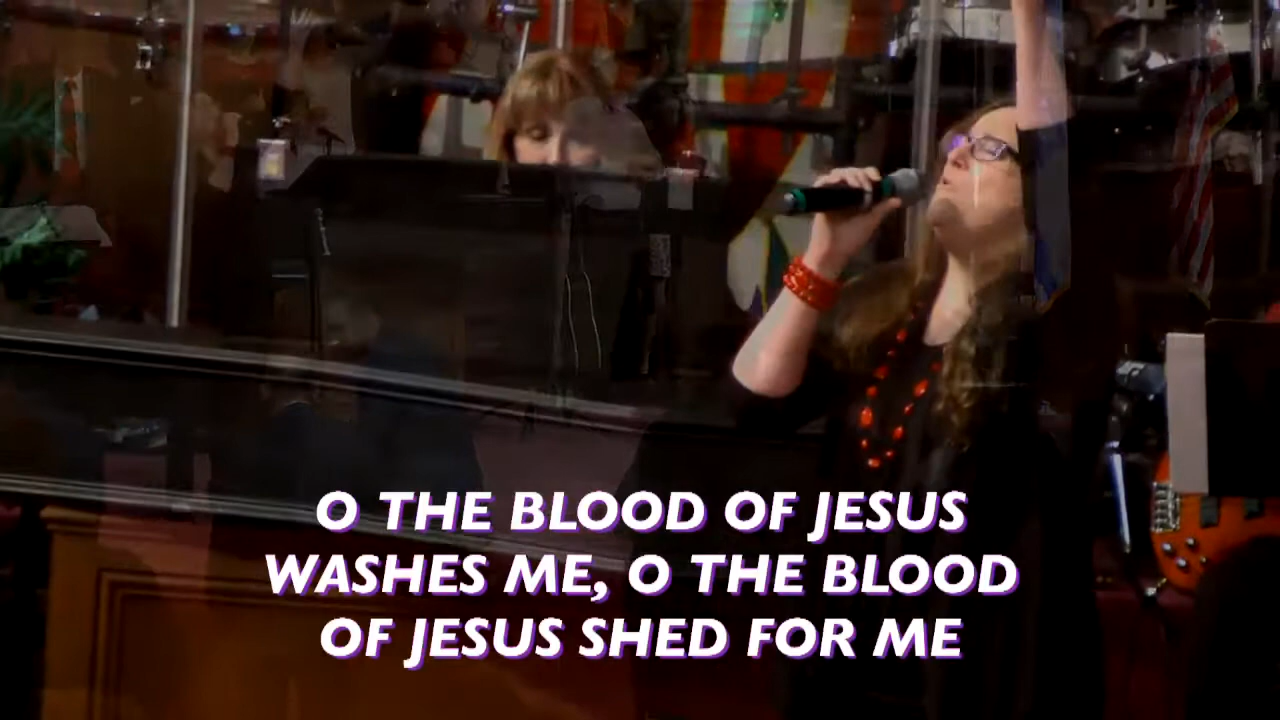 O THE BLOOD OF JESUS
WASHES ME, O THE BLOOD
OF JESUS SHED FOR ME